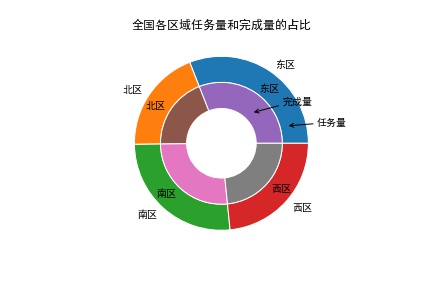 全国各区域任务量和完成量的占比
东区
北区
东区
完成量
北区
任务量
西区
南区
西区
南区